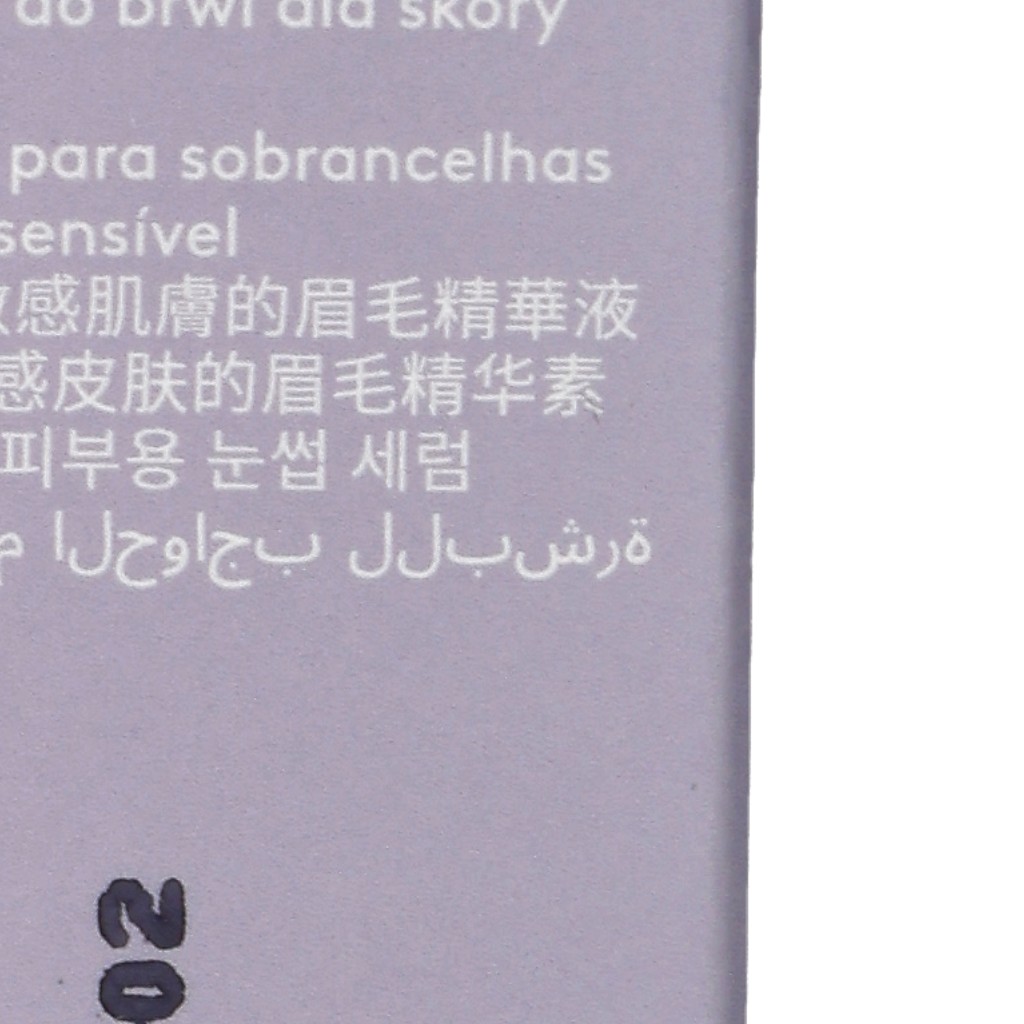 do brwi dla skóry
para sobrancelhas
sensível
感肌膚的眉毛精華液
感皮肤的眉毛精华素
피부용 눈썹 세럼
الحواجب للبشرة
02